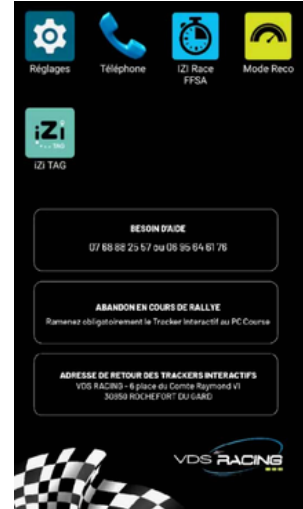 Réglages Téléphone IZI Race Mode Reco
FFSA
iZi
TAG
iZi TAG
BESOIN D'AIDE
07 68 88 25 57 ou 06 95 64 61 76
ABANDON EN COURS DE RALLYE
Ramenez obligatoirement le Tracker Interactif au PC Course
ADRESSE DE RETOUR DES TRACKERS INTERACTIFS
VDS RACING - 6 place du Comte Raymond VI
30650 ROCHEFORT DU GARD
VDS RACING